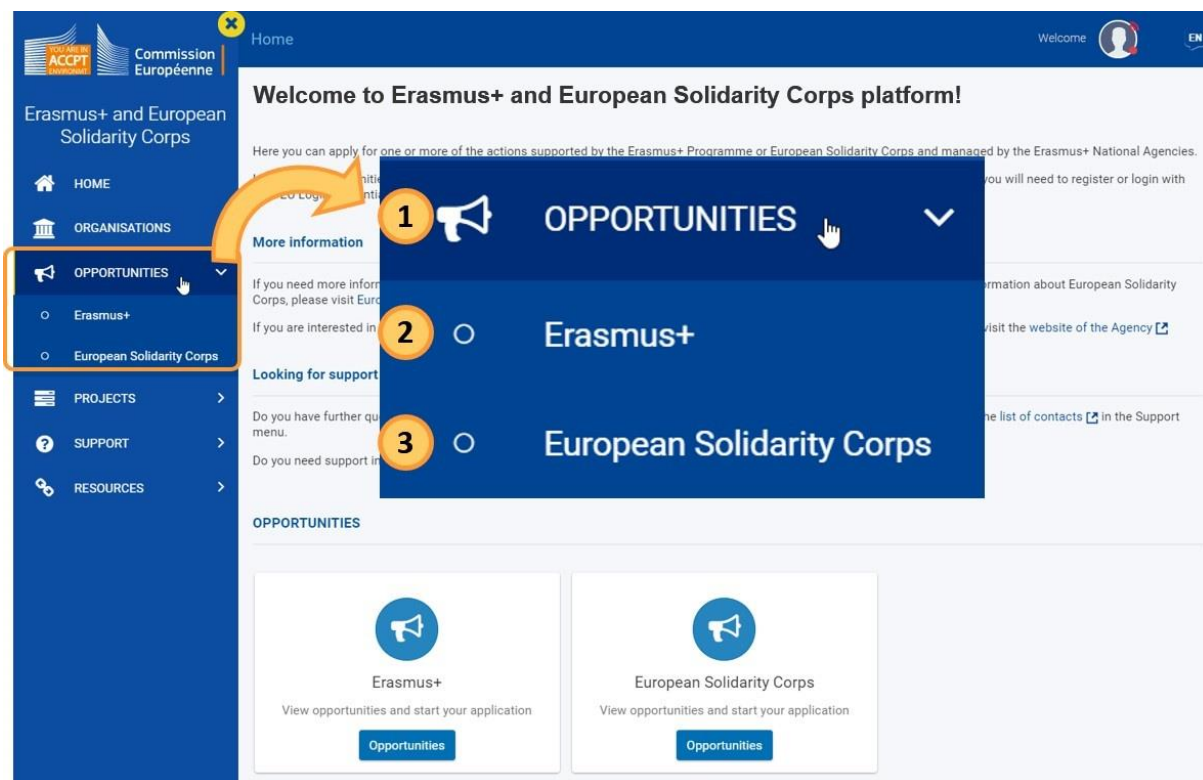 YOU ARE IN
ACCPT
ENVIRONMT
Commission
Européenne
Erasmus+ and European
Solidarity Corps
HOME
ORGANISATIONS
OPPORTUNITIES
Erasmus+
European Solidarity Corps
PROJECTS
SUPPORT
RESOURCES
Home
Welcome
EN
Welcome to Erasmus+ and European Solidarity Corps platform!
Here you can apply for one or more of the actions supported by the Erasmus+ Programme or European Solidarity Corps and managed by the Erasmus+ National Agencies.
you will need to register or login with
More information
If you need more inform
rmation about European Solidarity
Corps, please visit Euro
If you are interested in
visit the website of the Agency
Looking for support
Do you have further qu
he list of contacts in the Support
menu.
Do you need support in
1 OPPORTUNITIES
2 Erasmus+
3 European Solidarity Corps
OPPORTUNITIES
Erasmus+
View opportunities and start your application
Opportunities
European Solidarity Corps
View opportunities and start your application
Opportunities